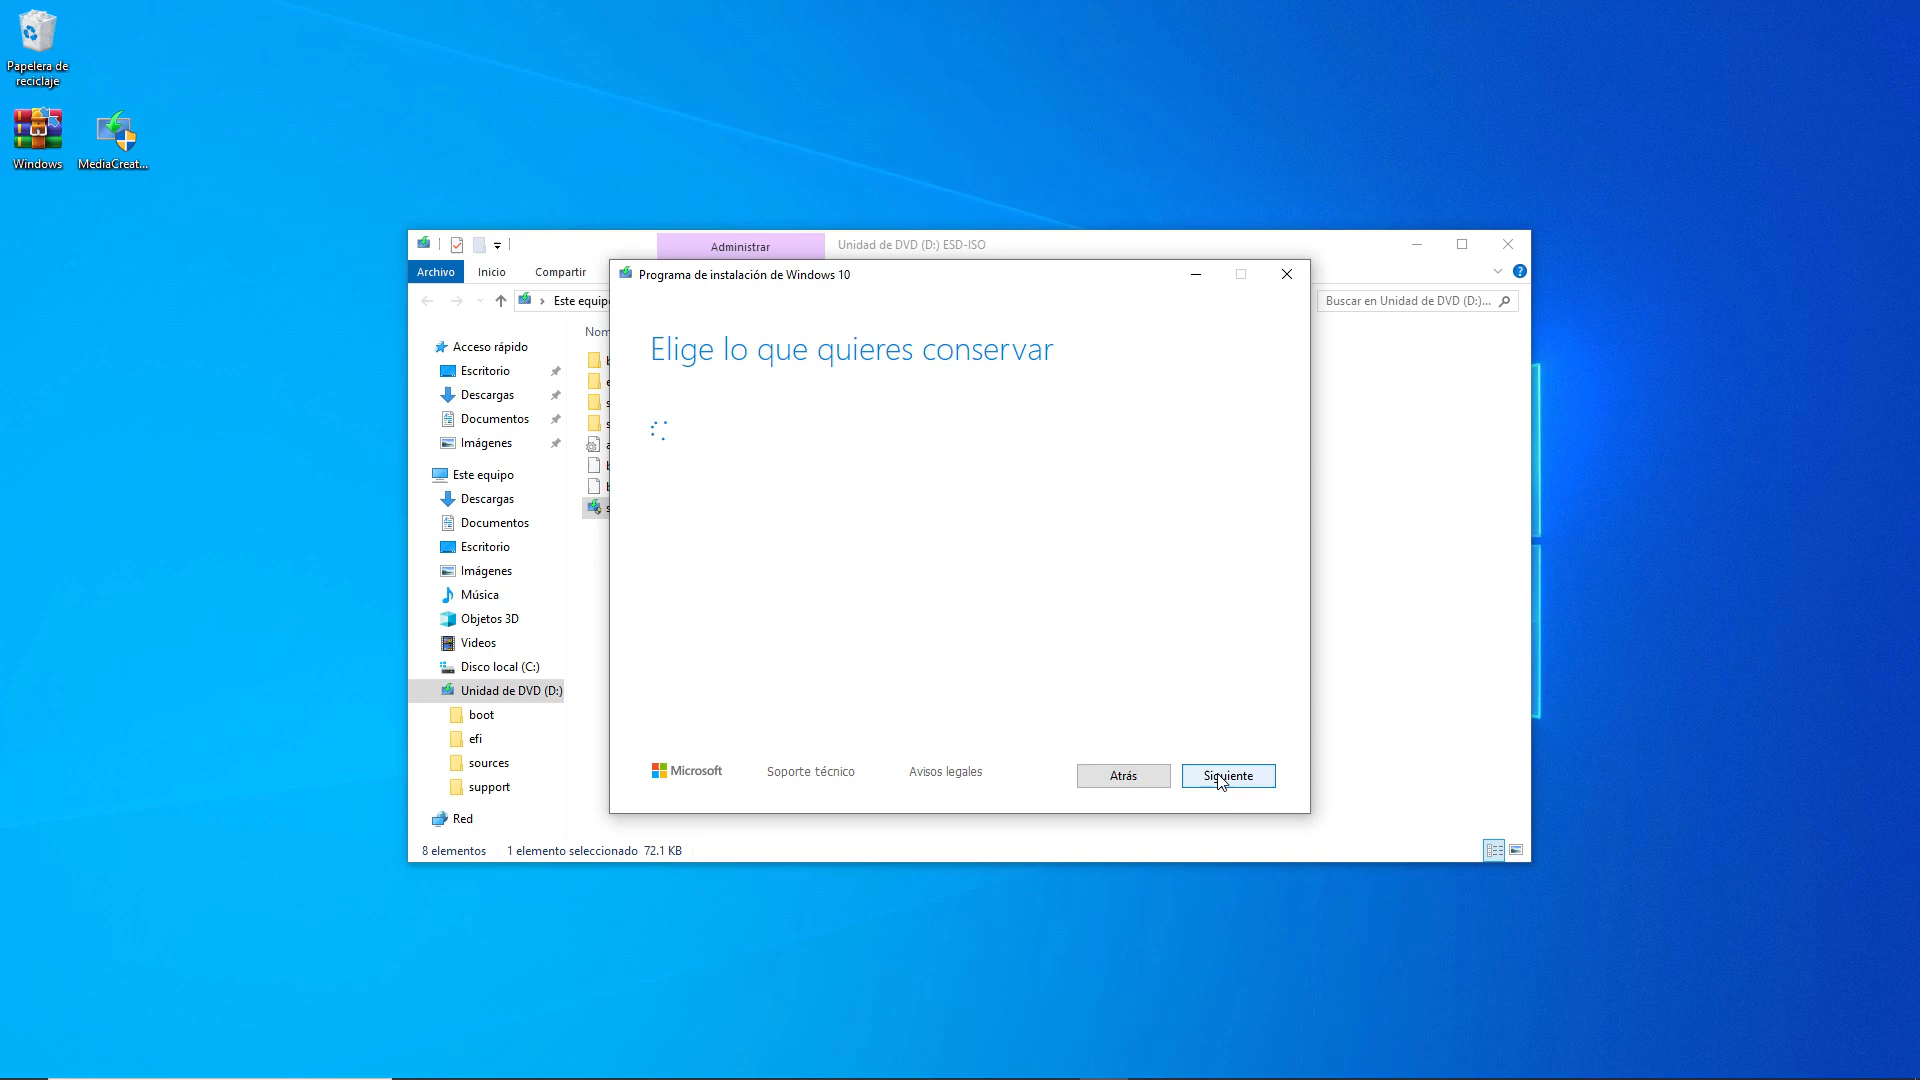 Papelera de
reciclaje
Windows
MediaCreat...
Administrar
Unidad de DVD (D:) ESD-ISO
Archivo
Inicio
Compartir
Este equipo
Buscar en Unidad de DVD (D:)...
Acceso rápido
Escritorio
Descargas
Documentos
Imágenes
Este equipo
Descargas
Documentos
Escritorio
Imágenes
Música
Objetos 3D
Videos
Disco local (C:)
Unidad de DVD (D:)
boot
efi
sources
support
Red
Programa de instalación de Windows 10
Elige lo que quieres conservar
Microsoft
Soporte técnico
Avisos legales
Atrás
Siguiente
8 elementos
1 elemento seleccionado 72.1 KB